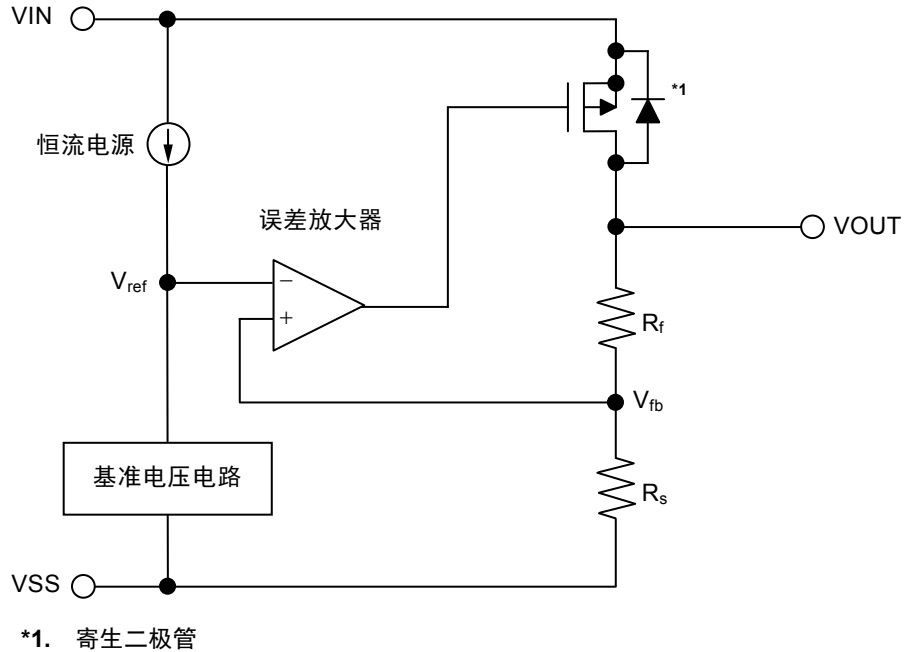 VIN
*1
恒流电源
误差放大器
VOUT
Vref
−
+
Rf
Vfb
基准电压电路
Rs
VSS
*1. 寄生二极管